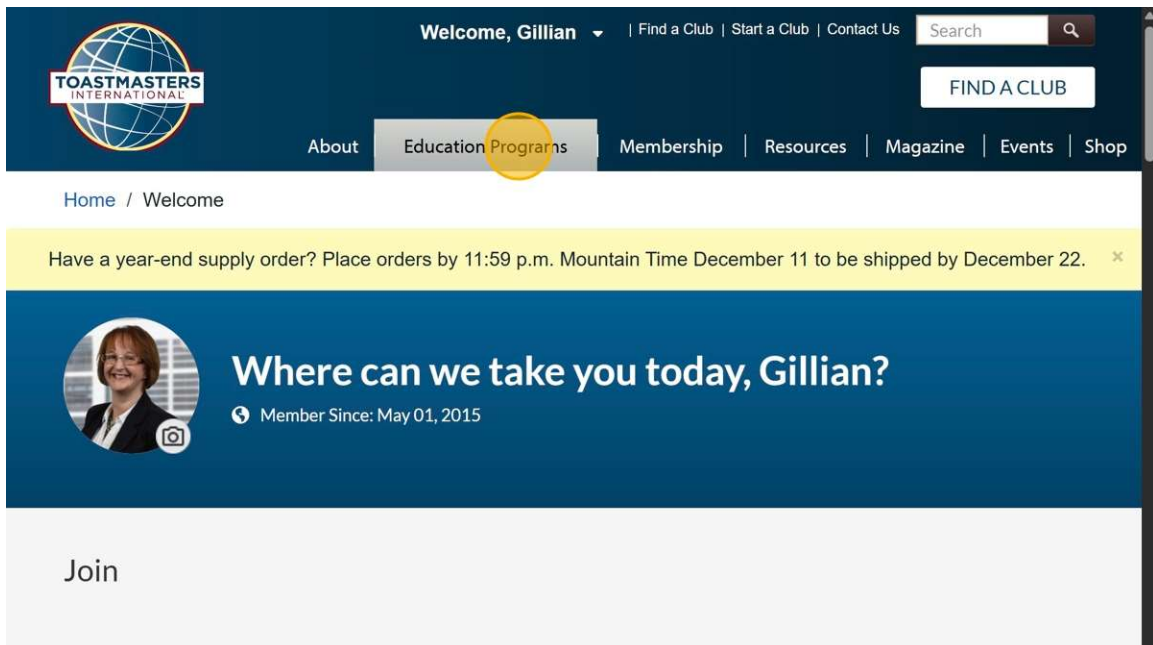 Welcome, Gillian | Find a Club | Start a Club | Contact Us Search
TOASTMASTERS
INTERNATIONAL
FIND A CLUB
About Education Programs Membership Resources Magazine Events Shop
Home / Welcome
Have a year-end supply order? Place orders by 11:59 p.m. Mountain Time December 11 to be shipped by December 22. ×
Where can we take you today, Gillian?
Member Since: May 01, 2015
Join